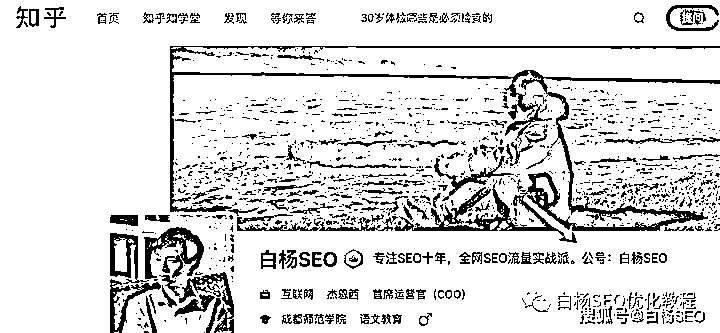 知乎 首页 知乎知学堂 发现 等你来答 30岁体检哪些是必须检查的 提问
白杨SEO 专注SEO十年，全网SEO流量实战派。公号：白杨SEO
互联网 杰恩酉 首席运营官（COO）
成都师范学院 语文教育
白杨SEO优化教程
搜狐号@白杨SEO